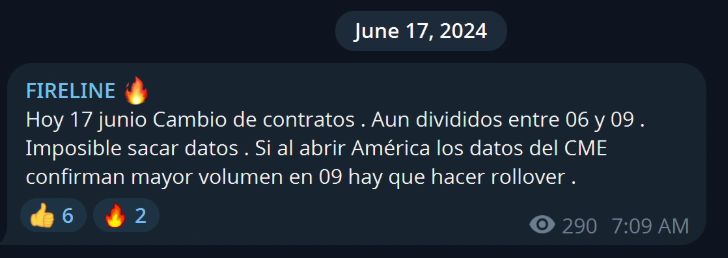 June 17, 2024
FIRELINE 🔥
Hoy 17 junio Cambio de contratos . Aun divididos entre 06 y 09 .
Imposible sacar datos . Si al abrir América los datos del CME
confirman mayor volumen en 09 hay que hacer rollover .
👍 6 🔥 2 290 7:09 AM